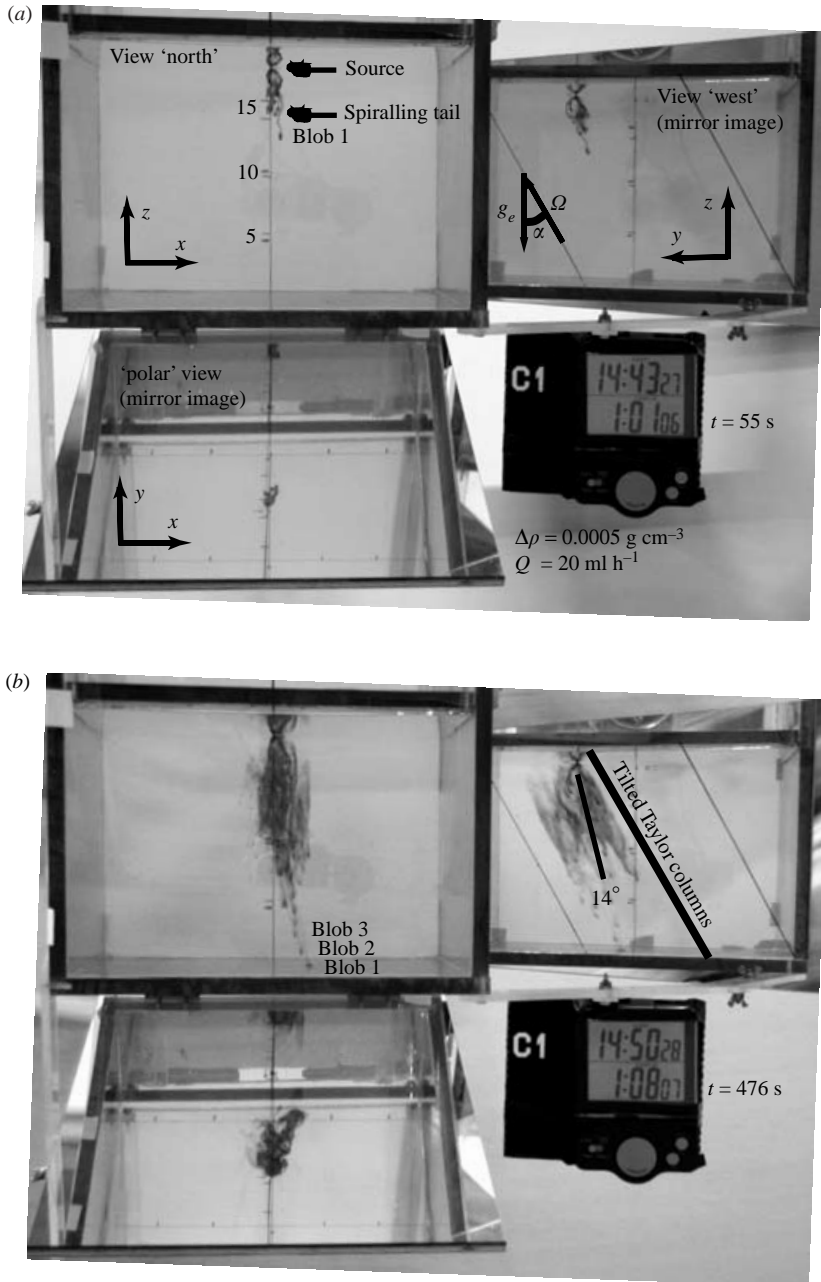 (a)
View ‘north’
Source
15
Spiralling tail
Blob 1
10
5
z
x
View ‘west’
(mirror image)
g_e
Ω
α
z
y
‘polar’ view
(mirror image)
y
x
C1
14:43 27
1:01 06
t = 55 s
Δρ = 0.0005 g cm⁻³
Q = 20 ml h⁻¹
(b)
Blob 3
Blob 2
Blob 1
Tilted Taylor columns
14°
C1
14:50 28
1:08 07
t = 476 s